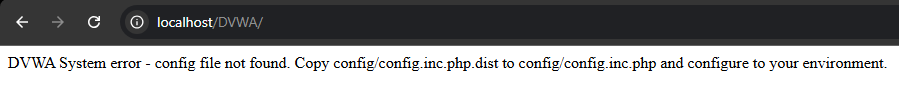 localhost/DVWA/
DVWA System error - config file not found. Copy config/config.inc.php.dist to config/config.inc.php and configure to your environment.